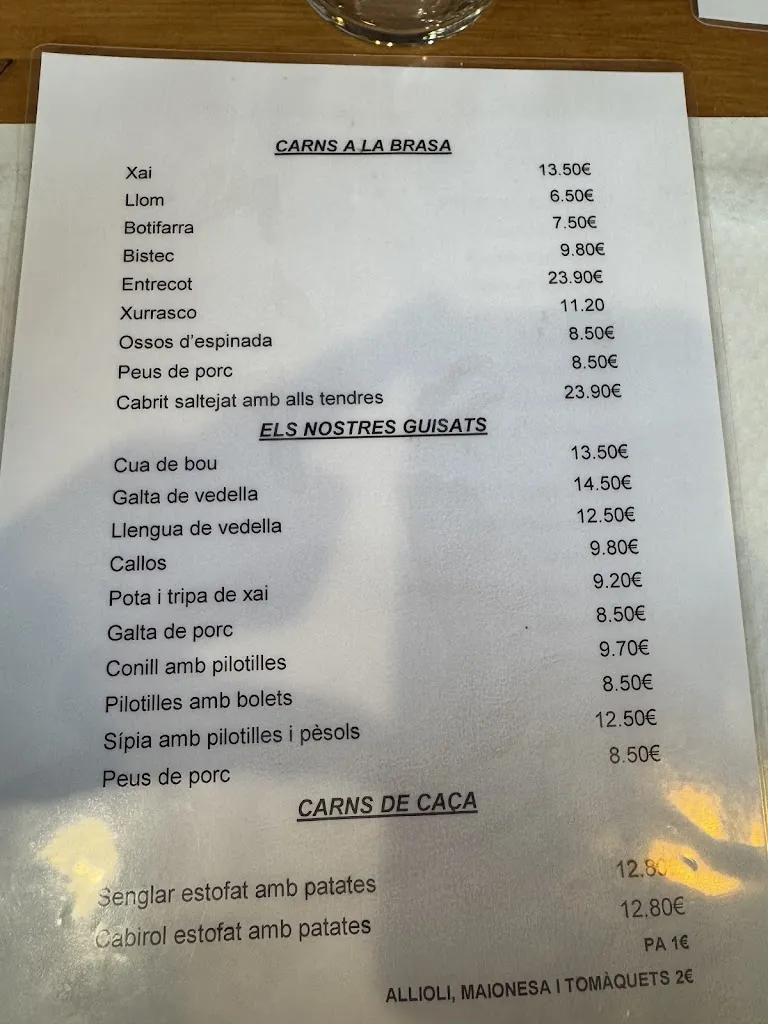 CARNS A LA BRASA
Xai 13.50€
Llom 6.50€
Botifarra 7.50€
Bistec 9.80€
Entrecot 23.90€
Xurrasco 11.20
Ossos d'espinada 8.50€
Peus de porc 8.50€
Cabrit saltejat amb alls tendres 23.90€
ELS NOSTRES GUISATS
Cua de bou 13.50€
Galta de vedella 14.50€
Llengua de vedella 12.50€
Callos 9.80€
Pota i tripa de xai 9.20€
Galta de porc 8.50€
Conill amb pilotilles 9.70€
Pilotilles amb bolets 8.50€
Sípia amb pilotilles i pèsols 12.50€
Peus de porc 8.50€
CARNS DE CAÇA
Senglar estofat amb patates 12.80€
Cabirol estofat amb patates 12.80€
PA 1€
ALLIOLI, MAIONESA I TOMÀQUETS 2€